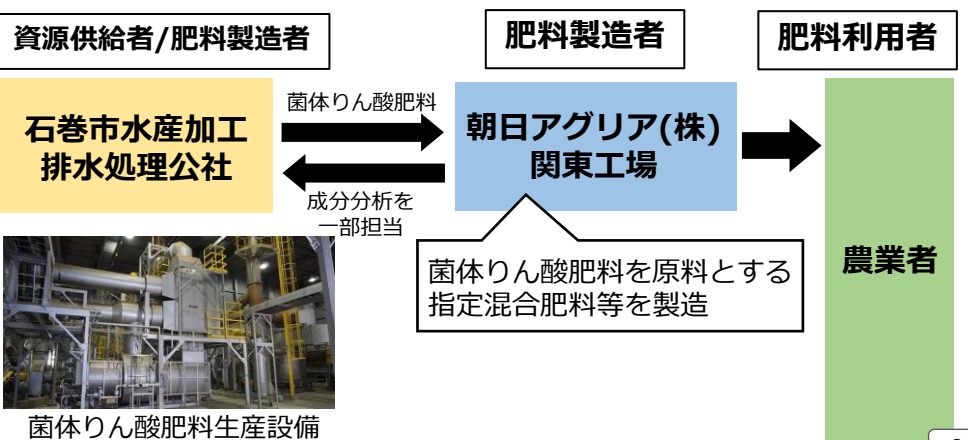 資源供給者/肥料製造者
肥料製造者
肥料利用者
石巻市水産加工
排水処理公社
菌体りん酸肥料
成分分析を
一部担当
朝日アグリア(株)
関東工場
農業者
菌体りん酸肥料を原料とする
指定混合肥料等を製造
菌体りん酸肥料生産設備